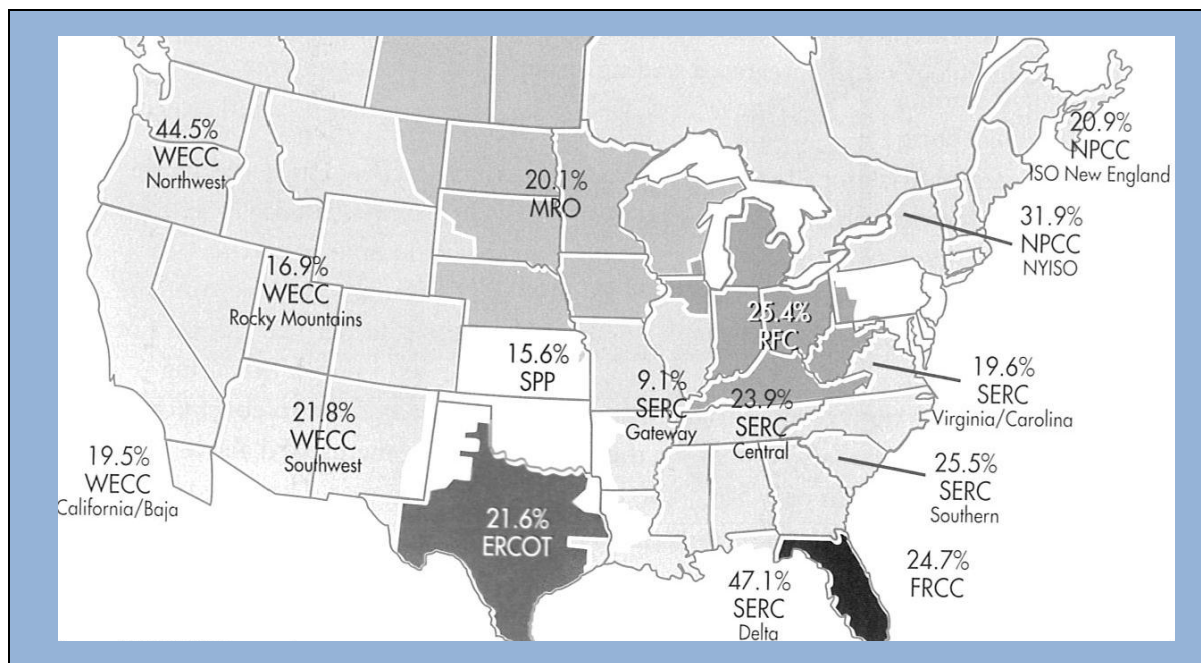 44.5%
WECC
Northwest
20.1%
MRO
20.9%
NPCC
ISO New England
31.9%
NPCC
NYISO
16.9%
WECC
Rocky Mountains
25.4%
RFC
15.6%
SPP
9.1%
SERC
Gateway
23.9%
SERC
Central
19.6%
SERC
Virginia/Carolina
21.8%
WECC
Southwest
19.5%
WECC
California/Baja
25.5%
SERC
Southern
21.6%
ERCOT
24.7%
FRCC
47.1%
SERC
Delta